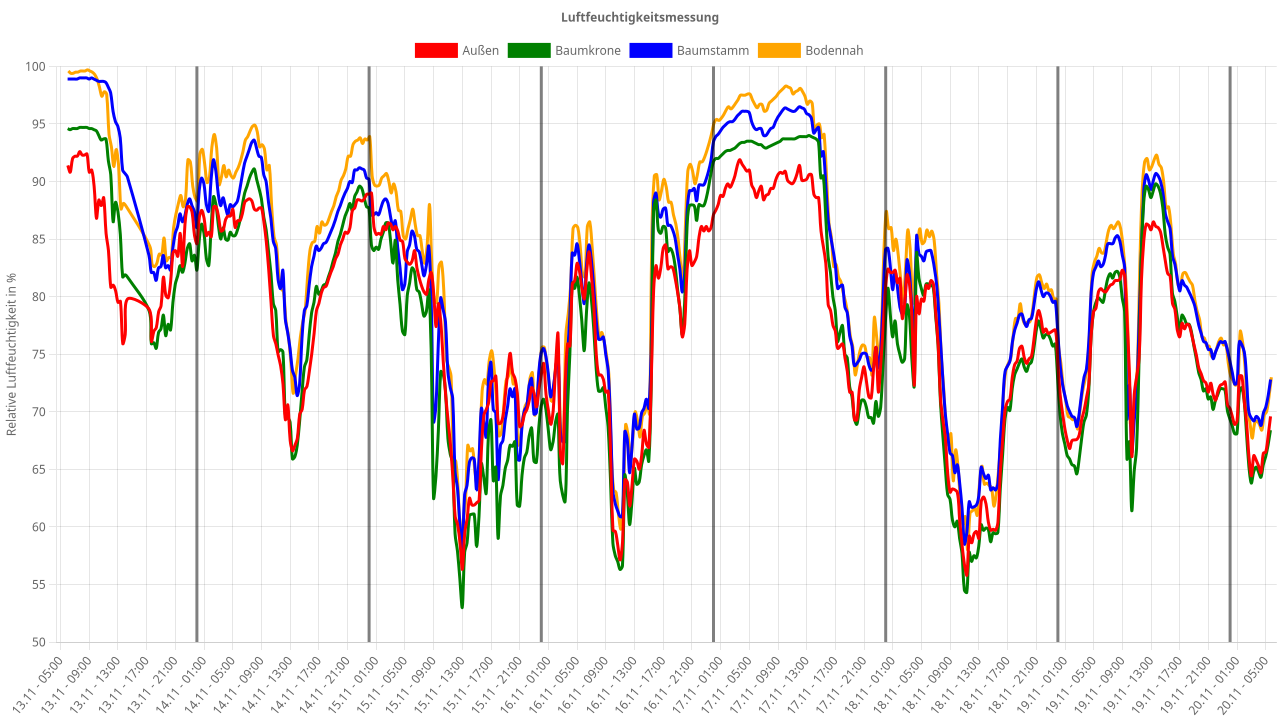 Luftfeuchtigkeitsmessung
Außen Baumkrone Baumstamm Bodennah
Relative Luftfeuchtigkeit in %
100
95
90
85
80
75
70
65
60
55
50
13.11 - 05:00
13.11 - 09:00
13.11 - 13:00
13.11 - 17:00
13.11 - 21:00
14.11 - 01:00
14.11 - 05:00
14.11 - 09:00
14.11 - 13:00
14.11 - 17:00
14.11 - 21:00
15.11 - 01:00
15.11 - 05:00
15.11 - 09:00
15.11 - 13:00
15.11 - 17:00
15.11 - 21:00
16.11 - 01:00
16.11 - 05:00
16.11 - 09:00
16.11 - 13:00
16.11 - 17:00
16.11 - 21:00
17.11 - 01:00
17.11 - 05:00
17.11 - 09:00
17.11 - 13:00
17.11 - 17:00
17.11 - 21:00
18.11 - 01:00
18.11 - 05:00
18.11 - 09:00
18.11 - 13:00
18.11 - 17:00
18.11 - 21:00
19.11 - 01:00
19.11 - 05:00
19.11 - 09:00
19.11 - 13:00
19.11 - 17:00
19.11 - 21:00
20.11 - 01:00
20.11 - 05:00